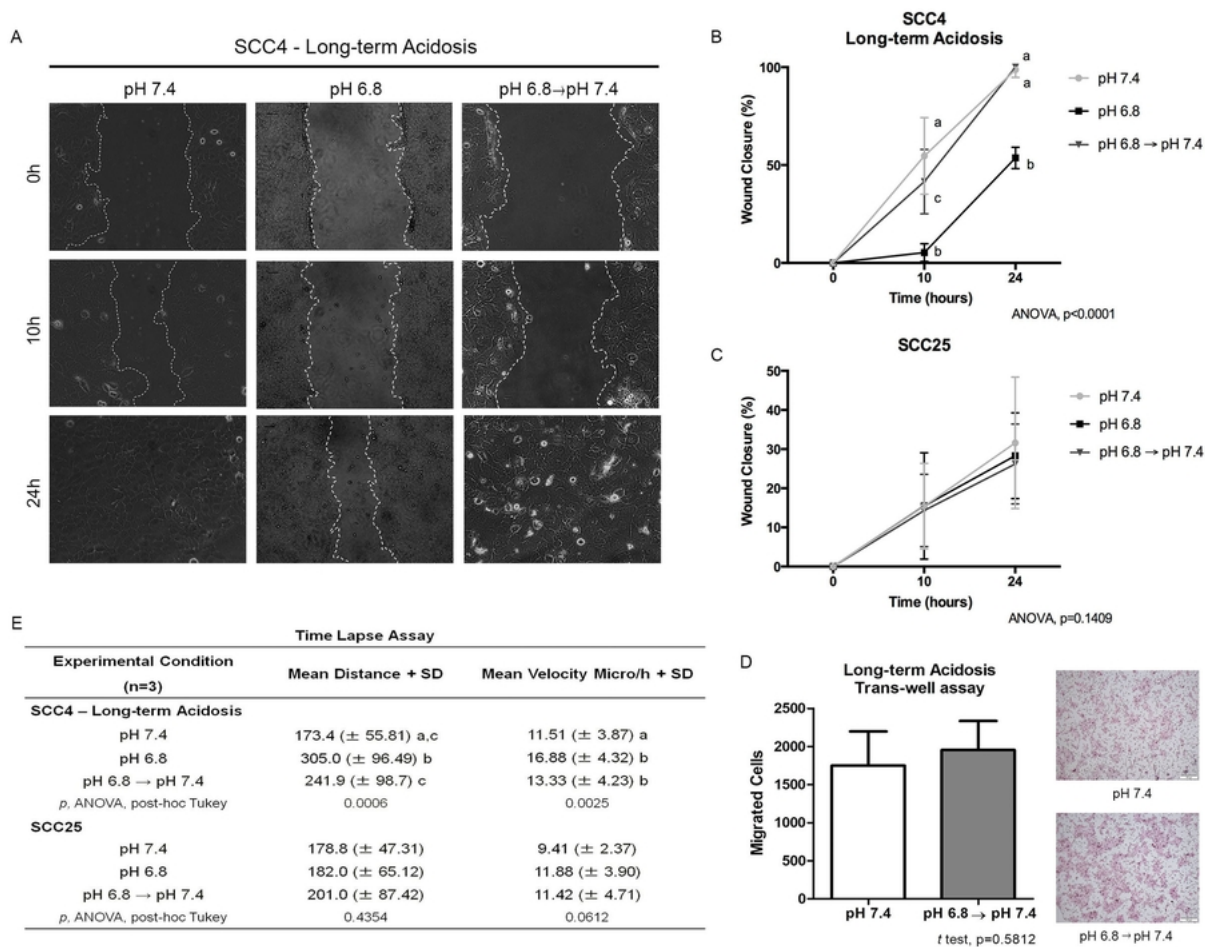 A
SCC4 - Long-term Acidosis
pH 7.4
pH 6.8
pH 6.8→pH 7.4
0h
10h
24h
B
SCC4
Long-term Acidosis
Wound Closure (%)
100
50
0
a
c
b
a
a
b
0
10
24
Time (hours)
pH 7.4
pH 6.8
pH 6.8 → pH 7.4
ANOVA, p<0.0001
C
SCC25
Wound Closure (%)
50
40
30
20
10
0
0
10
24
Time (hours)
pH 7.4
pH 6.8
pH 6.8 → pH 7.4
ANOVA, p=0.1409
E
Time Lapse Assay
Experimental Condition
(n=3)
Mean Distance + SD
Mean Velocity Micro/h + SD
SCC4 – Long-term Acidosis
pH 7.4 173.4 (± 55.81) a,c 11.51 (± 3.87) a
pH 6.8 305.0 (± 96.49) b 16.88 (± 4.32) b
pH 6.8 → pH 7.4 241.9 (± 98.7) c 13.33 (± 4.23) b
p, ANOVA, post-hoc Tukey 0.0006 0.0025
SCC25
pH 7.4 178.8 (± 47.31) 9.41 (± 2.37)
pH 6.8 182.0 (± 65.12) 11.88 (± 3.90)
pH 6.8 → pH 7.4 201.0 (± 87.42) 11.42 (± 4.71)
p, ANOVA, post-hoc Tukey 0.4354 0.0612
D
Long-term Acidosis
Trans-well assay
Migrated Cells
2500
2000
1500
1000
500
0
pH 7.4
pH 6.8 → pH 7.4
t test, p=0.5812
pH 7.4
pH 6.8→pH 7.4